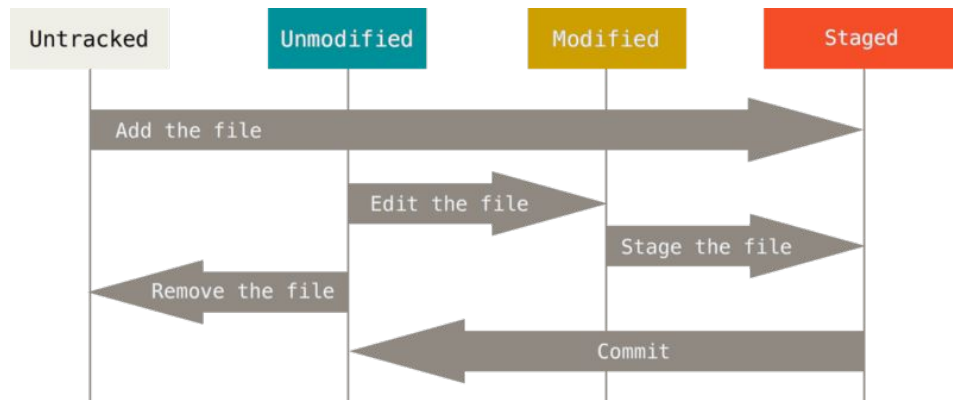 Untracked
Unmodified
Modified
Staged
Add the file
Edit the file
Stage the file
Remove the file
Commit